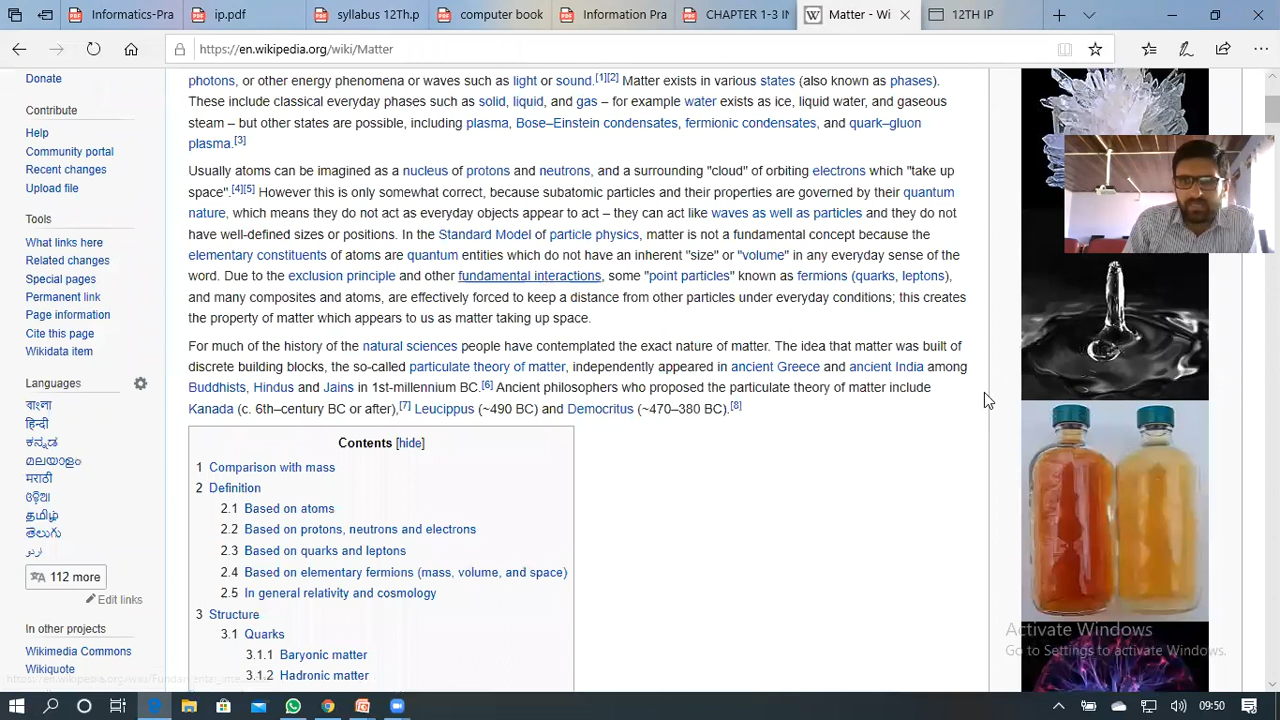 Informatics-Pra
ip.pdf
syllabus 12Th.p
computer book
Information Pra
CHAPTER 1-3 IN
Matter - Wi
12TH IP
https://en.wikipedia.org/wiki/Matter
Donate
Contribute
Help
Community portal
Recent changes
Upload file
Tools
What links here
Related changes
Special pages
Permanent link
Page information
Cite this page
Wikidata item
Languages
বাংলা
हिन्दी
ಕನ್ನಡ
മലയാളം
मराठी
ଓଡ଼ିଆ
தமிழ்
తెలుగు
اردو
112 more
Edit links
In other projects
Wikimedia Commons
Wikiquote
photons, or other energy phenomena or waves such as light or sound.[1][2] Matter exists in various states (also known as phases).
These include classical everyday phases such as solid, liquid, and gas – for example water exists as ice, liquid water, and gaseous
steam – but other states are possible, including plasma, Bose–Einstein condensates, fermionic condensates, and quark–gluon
plasma.[3]
Usually atoms can be imagined as a nucleus of protons and neutrons, and a surrounding "cloud" of orbiting electrons which "take up
space".[4][5] However this is only somewhat correct, because subatomic particles and their properties are governed by their quantum
nature, which means they do not act as everyday objects appear to act – they can act like waves as well as particles and they do not
have well-defined sizes or positions. In the Standard Model of particle physics, matter is not a fundamental concept because the
elementary constituents of atoms are quantum entities which do not have an inherent "size" or "volume" in any everyday sense of the
word. Due to the exclusion principle and other fundamental interactions, some "point particles" known as fermions (quarks, leptons),
and many composites and atoms, are effectively forced to keep a distance from other particles under everyday conditions; this creates
the property of matter which appears to us as matter taking up space.
For much of the history of the natural sciences people have contemplated the exact nature of matter. The idea that matter was built of
discrete building blocks, the so-called particulate theory of matter, independently appeared in ancient Greece and ancient India among
Buddhists, Hindus and Jains in 1st-millennium BC.[6] Ancient philosophers who proposed the particulate theory of matter include
Kanada (c. 6th–century BC or after),[7] Leucippus (~490 BC) and Democritus (~470–380 BC).[8]
Contents [hide]
1 Comparison with mass
2 Definition
2.1 Based on atoms
2.2 Based on protons, neutrons and electrons
2.3 Based on quarks and leptons
2.4 Based on elementary fermions (mass, volume, and space)
2.5 In general relativity and cosmology
3 Structure
3.1 Quarks
3.1.1 Baryonic matter
3.1.2 Hadronic matter
Activate Windows
Go to Settings to activate Windows.
09:50